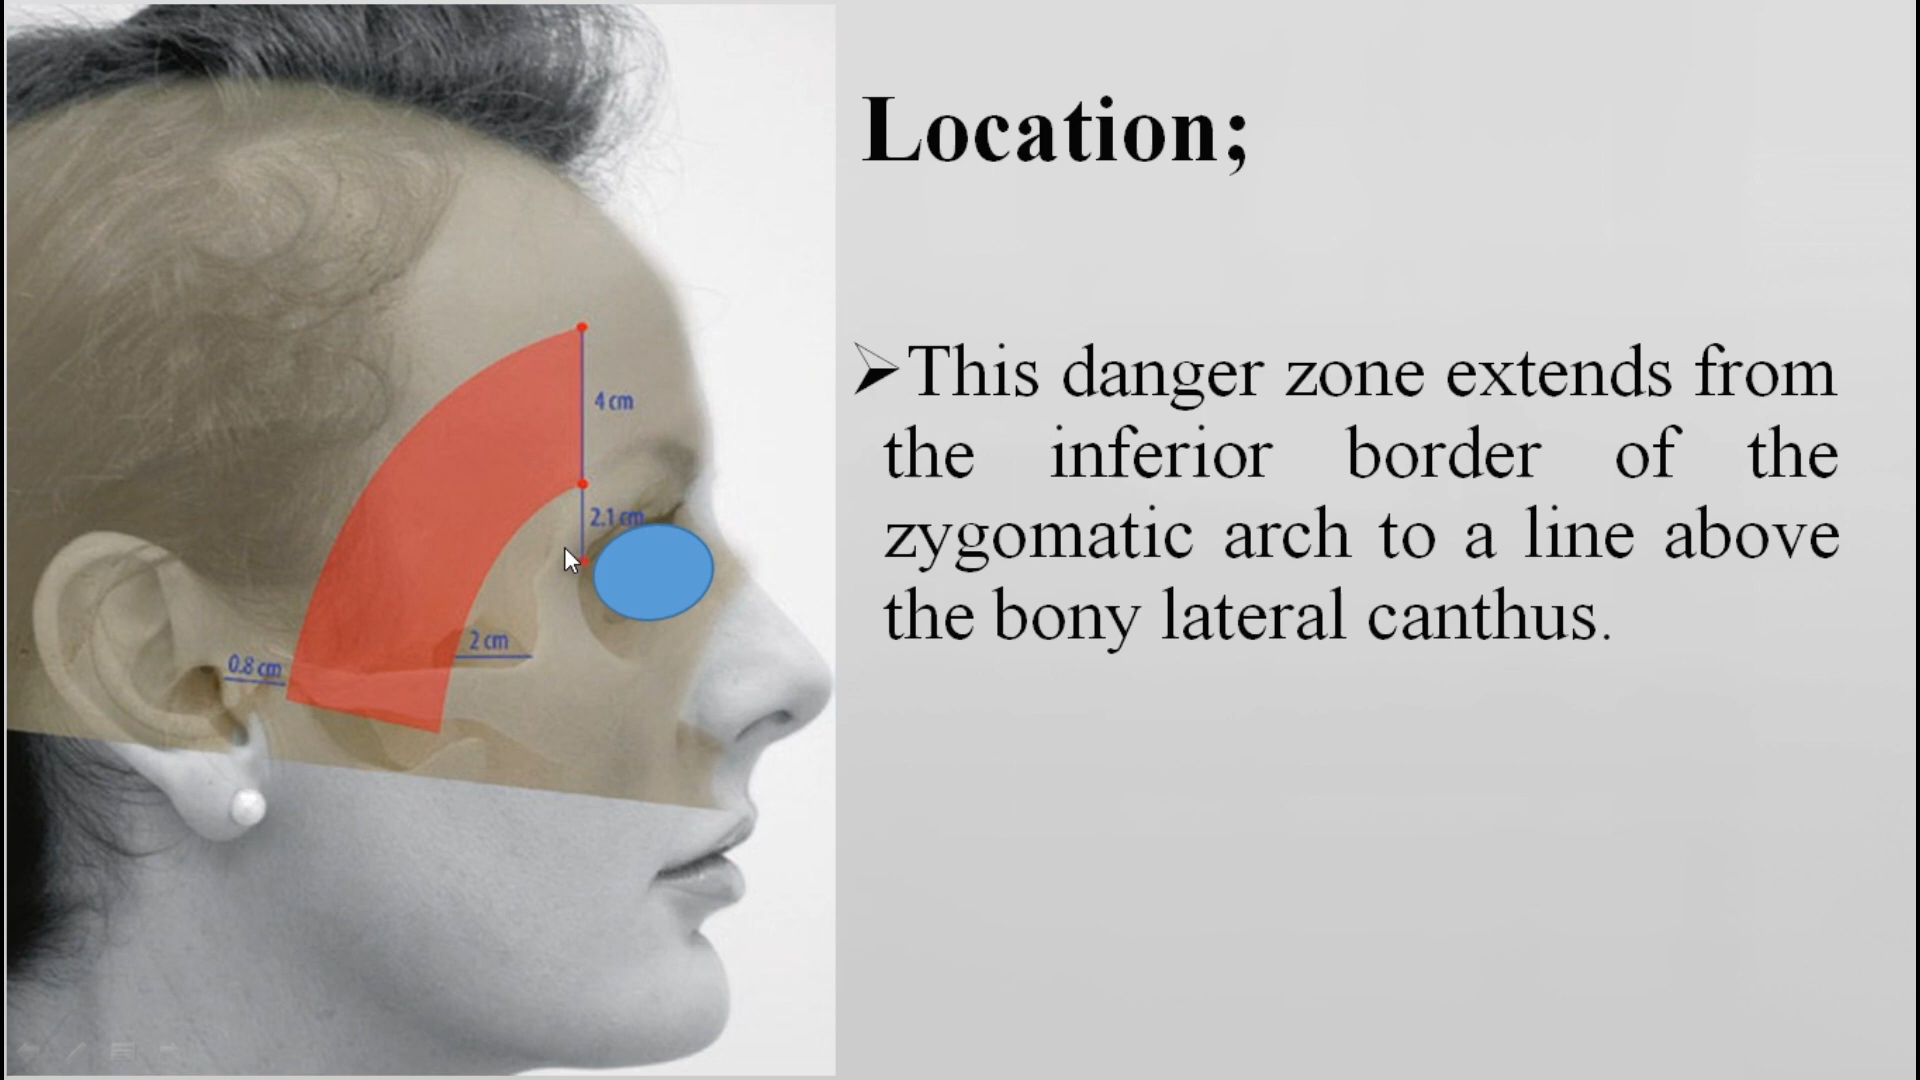 Location;
➢This danger zone extends from
the inferior border of the
zygomatic arch to a line above
the bony lateral canthus.
4 cm
2.1 cm
2 cm
0.8 cm